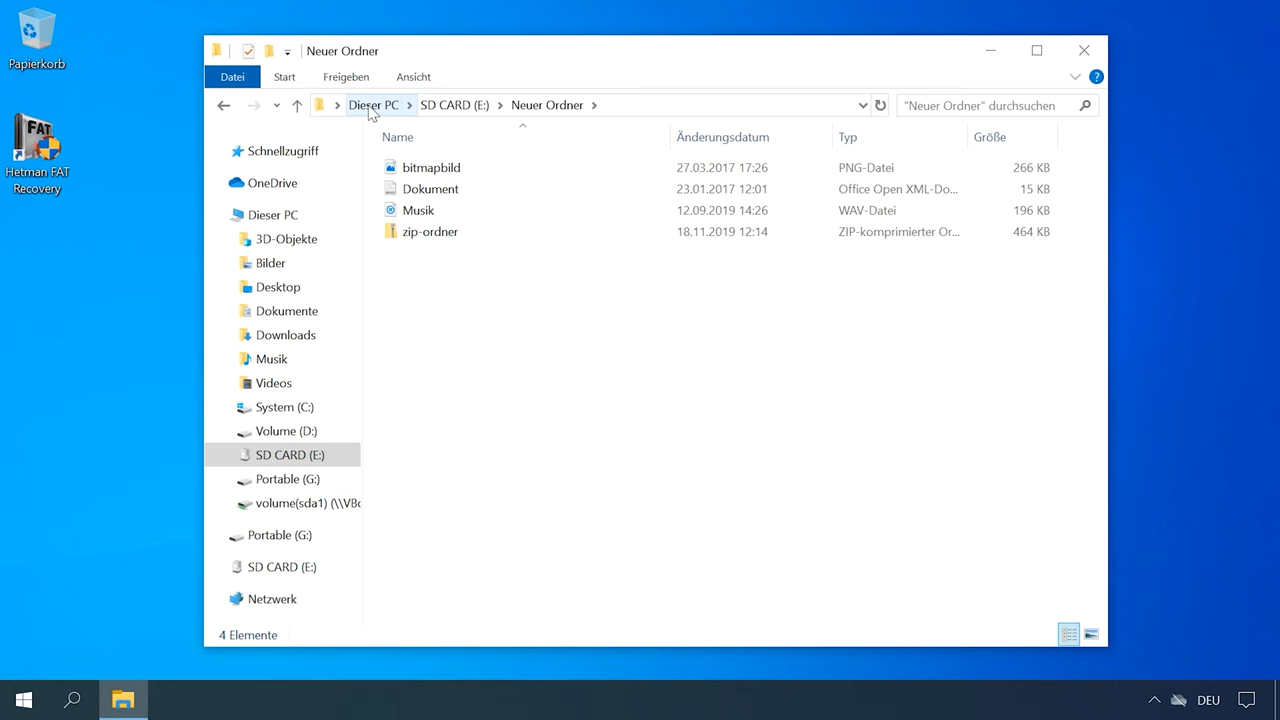 Papierkorb
FAT
Hetman FAT
Recovery
Neuer Ordner
Datei Start Freigeben Ansicht ?
Dieser PC SD CARD (E:) Neuer Ordner "Neuer Ordner" durchsuchen
Name Änderungsdatum Typ Größe
bitmapbild 27.03.2017 17:26 PNG-Datei 266 KB
Dokument 23.01.2017 12:01 Office Open XML-Do... 15 KB
Musik 12.09.2019 14:26 WAV-Datei 196 KB
zip-ordner 18.11.2019 12:14 ZIP-komprimierter Or... 464 KB
Schnellzugriff
OneDrive
Dieser PC
3D-Objekte
Bilder
Desktop
Dokumente
Downloads
Musik
Videos
System (C:)
Volume (D:)
SD CARD (E:)
Portable (G:)
volume(sda1) (\\VBo
Portable (G:)
SD CARD (E:)
Netzwerk
4 Elemente
DEU